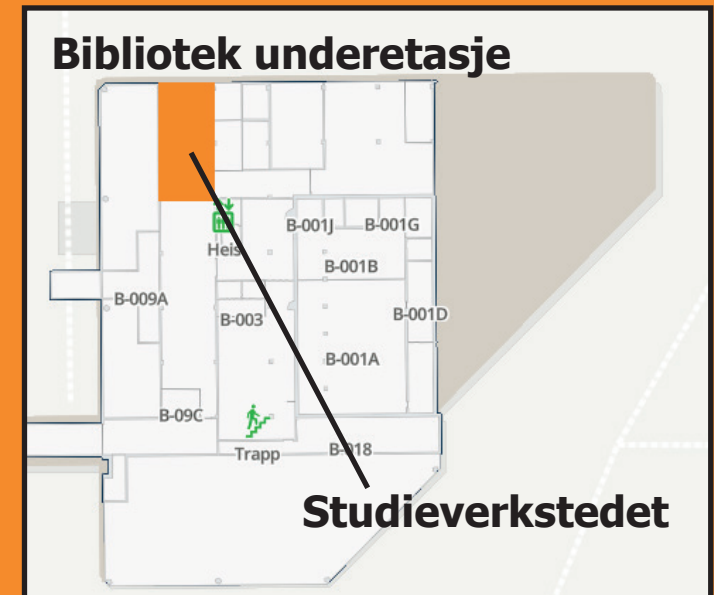 Bibliotek underetasje
B-001J
B-001G
Heis
B-001B
B-009A
B-003
B-001D
B-001A
B-09C
Trapp
B-018
Studieverkstedet